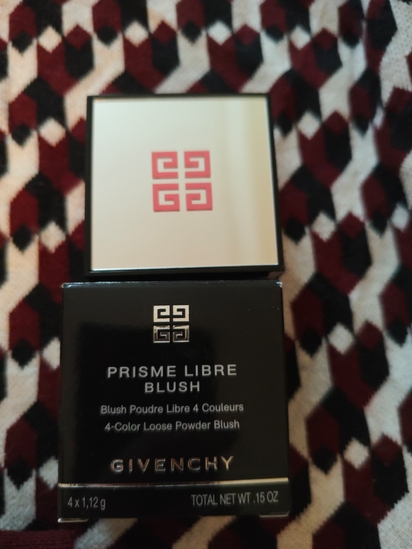 PRISME LIBRE
BLUSH
Blush Poudre Libre 4 Couleurs
4-Color Loose Powder Blush
GIVENCHY
4 x 1,12 g TOTAL NET WT .15 OZ